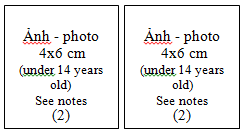 Ảnh - photo
4x6 cm
(under 14 years
old)
See notes
(2)
Ảnh - photo
4x6 cm
(under 14 years
old)
See notes
(2)